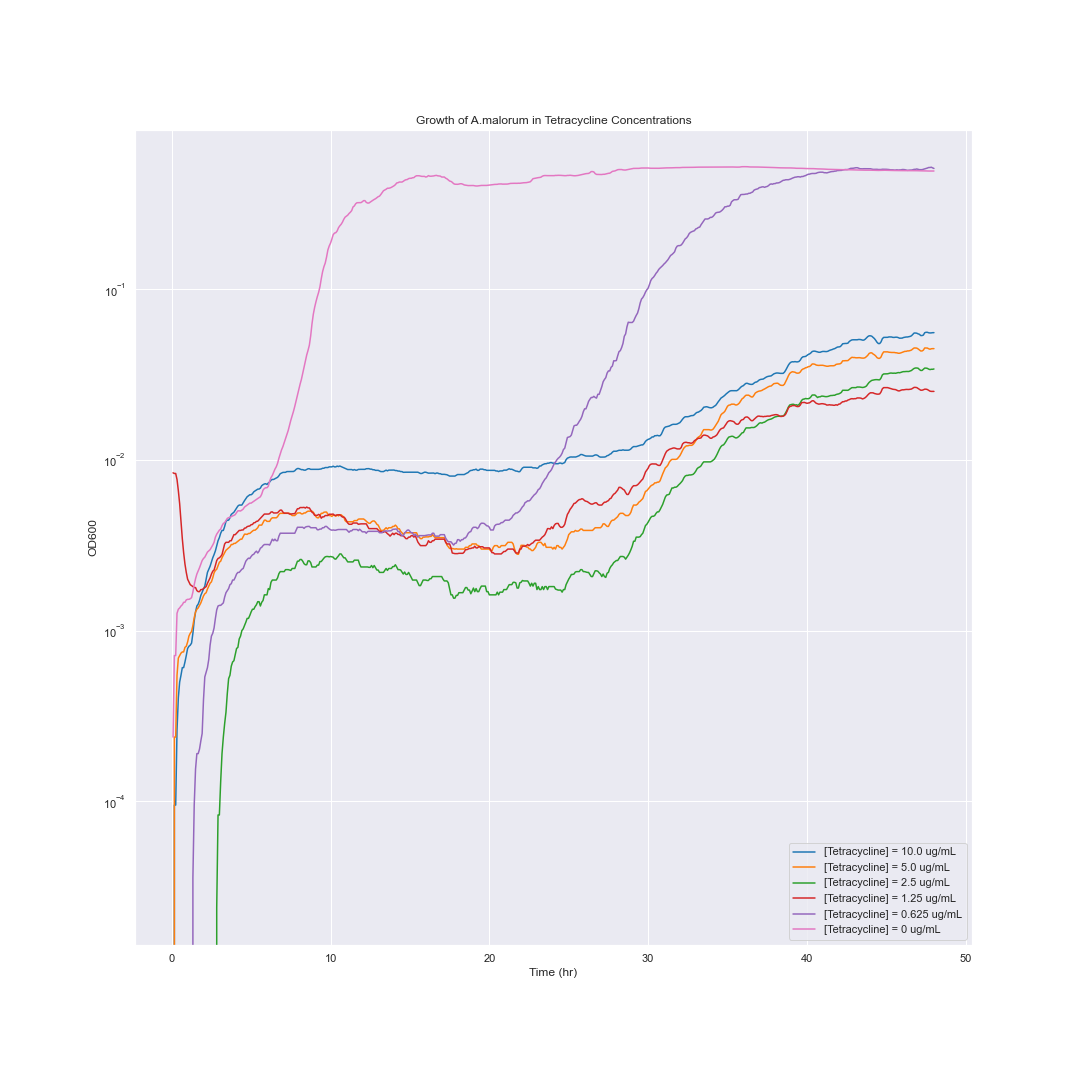 Growth of A.malorum in Tetracycline Concentrations
OD600
10⁻¹
10⁻²
10⁻³
10⁻⁴
0 10 20 30 40 50
Time (hr)
[Tetracycline] = 10.0 ug/mL
[Tetracycline] = 5.0 ug/mL
[Tetracycline] = 2.5 ug/mL
[Tetracycline] = 1.25 ug/mL
[Tetracycline] = 0.625 ug/mL
[Tetracycline] = 0 ug/mL